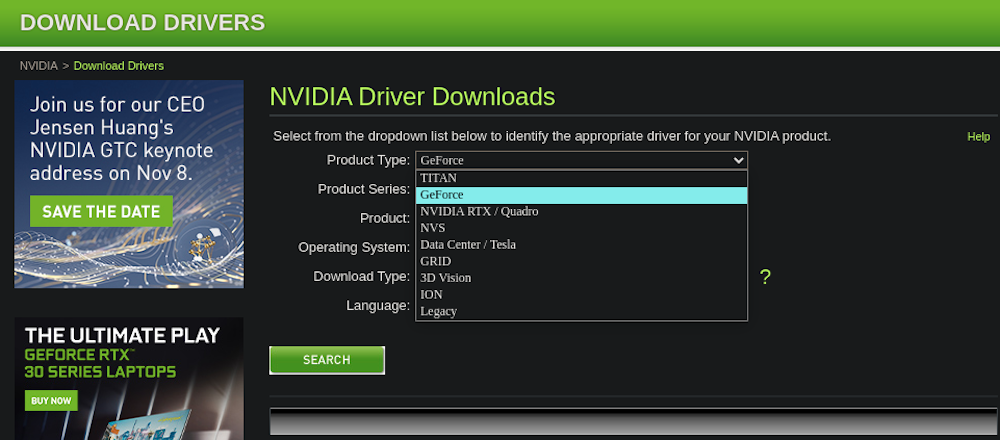 DOWNLOAD DRIVERS
NVIDIA > Download Drivers
Join us for our CEO
Jensen Huang's
NVIDIA GTC keynote
address on Nov 8.
SAVE THE DATE
THE ULTIMATE PLAY
GEFORCE RTX™
30 SERIES LAPTOPS
BUY NOW
NVIDIA Driver Downloads
Select from the dropdown list below to identify the appropriate driver for your NVIDIA product.
Help
Product Type: GeForce
TITAN
GeForce
NVIDIA RTX / Quadro
NVS
Data Center / Tesla
GRID
3D Vision
ION
Legacy
Product Series:
Product:
Operating System:
Download Type:
?
Language:
SEARCH